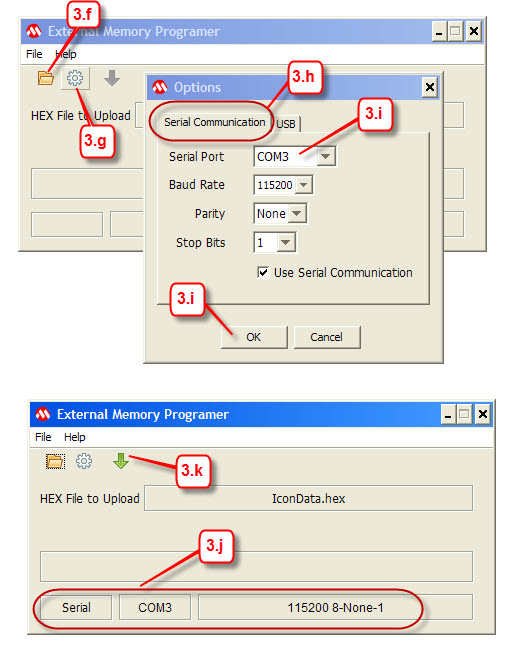 3.f
External Memory Programer
File Help
3.h
Options
HEX File to Upload
3.g
Serial Communication USB
3.i
Serial Port COM3
Baud Rate 115200
Parity None
Stop Bits 1
Use Serial Communication
3.i
OK Cancel
External Memory Programer
File Help
3.k
HEX File to Upload IconData.hex
3.j
Serial COM3 115200 8-None-1